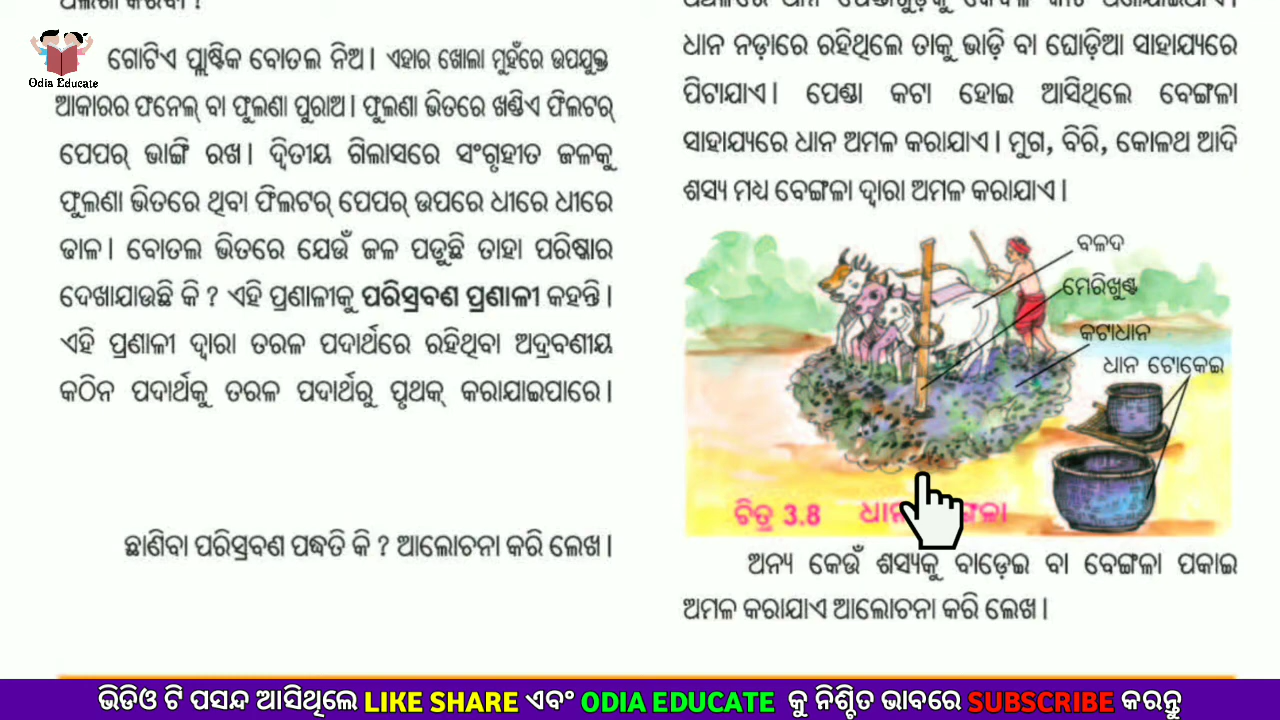 Odia Educate
ଗୋଟିଏ ପ୍ଲାଷ୍ଟିକ ବୋତଲ ନିଅ। ଏହାର ଖୋଲା ମୁହଁରେ ଉପଯୁକ୍ତ
ଆକାରର ଫନେଲ୍ ବା ଫୁଲଣା ପୁରାଅ। ଫୁଲଣା ଭିତରେ ଖଣ୍ଡିଏ ଫିଲଟର୍
ପେପର୍ ଭାଙ୍ଗି ରଖ। ଦ୍ୱିତୀୟ ଗିଲାସରେ ସଂଗୃହୀତ ଜଳକୁ
ଫୁଲଣା ଭିତରେ ଥିବା ଫିଲଟର୍ ପେପର୍ ଉପରେ ଧୀରେ ଧୀରେ
ଢାଳ। ବୋତଲ ଭିତରେ ଯେଉଁ ଜଳ ପଡୁଛି ତାହା ପରିଷ୍କାର
ଦେଖାଯାଉଛି କି ? ଏହି ପ୍ରଣାଳୀକୁ ପରିସ୍ରବଣ ପ୍ରଣାଳୀ କହନ୍ତି।
ଏହି ପ୍ରଣାଳୀ ଦ୍ୱାରା ତରଳ ପଦାର୍ଥରେ ରହିଥିବା ଅଦ୍ରବଣୀୟ
କଠିନ ପଦାର୍ଥକୁ ତରଳ ପଦାର୍ଥରୁ ପୃଥକ୍ କରାଯାଇପାରେ।
ଛାଣିବା ପରିସ୍ରବଣ ପଦ୍ଧତି କି ? ଆଲୋଚନା କରି ଲେଖ।
ଧାନ ନଡ଼ାରେ ରହିଥିଲେ ତାକୁ ଭାଡ଼ି ବା ଘୋଡ଼ିଆ ସାହାଯ୍ୟରେ
ପିଟାଯାଏ। ପେଣ୍ଡା କଟା ହୋଇ ଆସିଥିଲେ ବେଙ୍ଗଳା
ସାହାଯ୍ୟରେ ଧାନ ଅମଳ କରାଯାଏ। ମୁଗ, ବିରି, କୋଳଥ ଆଦି
ଶସ୍ୟ ମଧ୍ୟ ବେଙ୍ଗଳା ଦ୍ୱାରା ଅମଳ କରାଯାଏ।
ବଳଦ
ମେରିଖୁଣ୍ଟ
କଟାଧାନ
ଧାନ ଟୋକେଇ
ଚିତ୍ର 3.8
ଅନ୍ୟ କେଉଁ ଶସ୍ୟକୁ ବାଡ଼େଇ ବା ବେଙ୍ଗଳା ପକାଇ
ଅମଳ କରାଯାଏ ଆଲୋଚନା କରି ଲେଖ।
ଭିଡିଓ ଟି ପସନ୍ଦ ଆସିଥିଲେ LIKE SHARE ଏବଂ ODIA EDUCATE କୁ ନିଶ୍ଚିତ ଭାବରେ SUBSCRIBE କରନ୍ତୁ